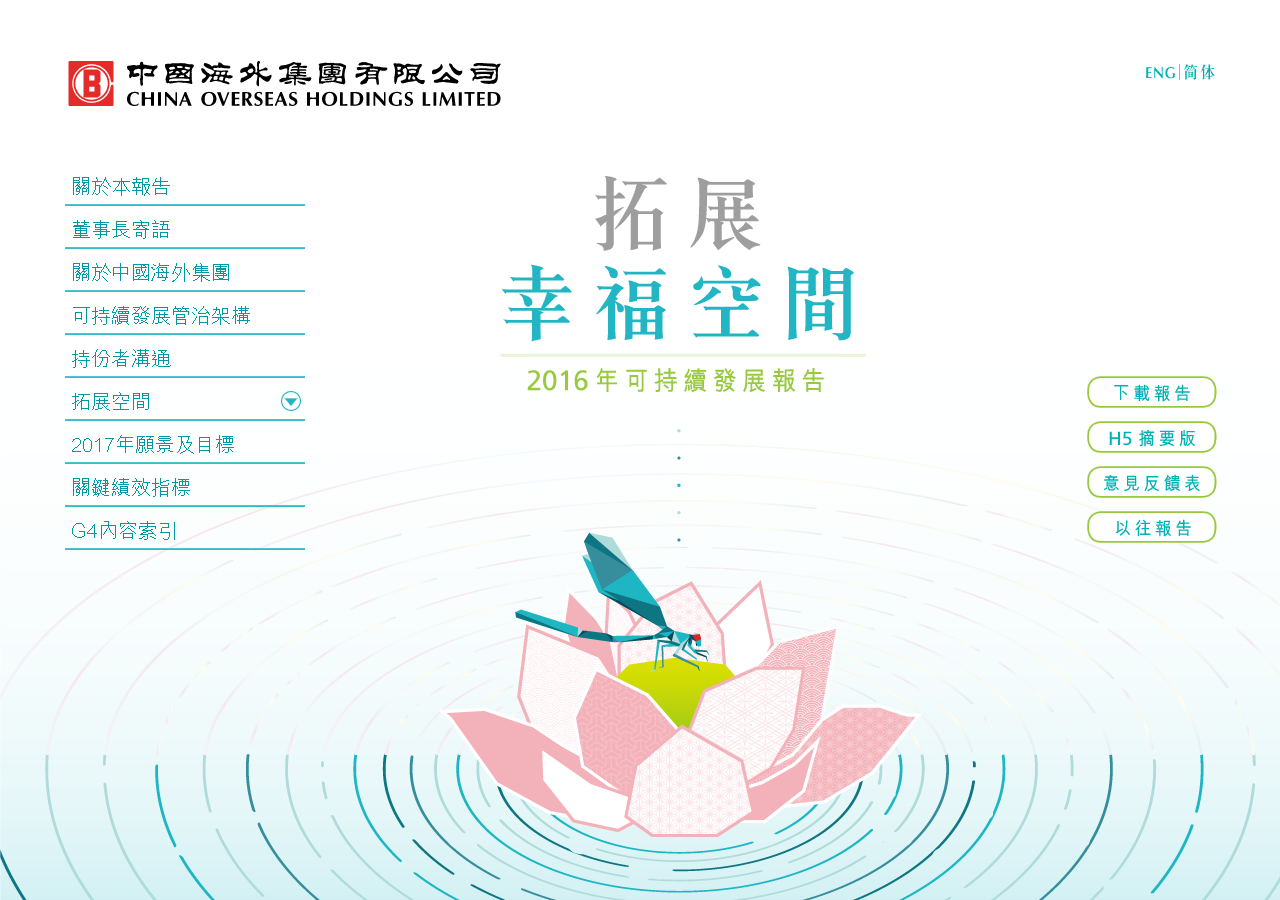 中國海外集團有限公司
CHINA OVERSEAS HOLDINGS LIMITED
ENG|简体
關於本報告
董事長寄語
關於中國海外集團
可持續發展管治架構
持份者溝通
拓展空間
2017年願景及目標
關鍵績效指標
G4內容索引
拓展
幸福空間
2016年可持續發展報告
下載報告
H5 摘要版
意見反饋表
以往報告